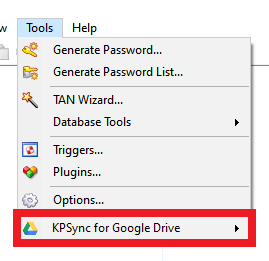 w Tools Help
Generate Password...
Generate Password List...
TAN Wizard...
Database Tools
Triggers...
Plugins...
Options...
KPSync for Google Drive